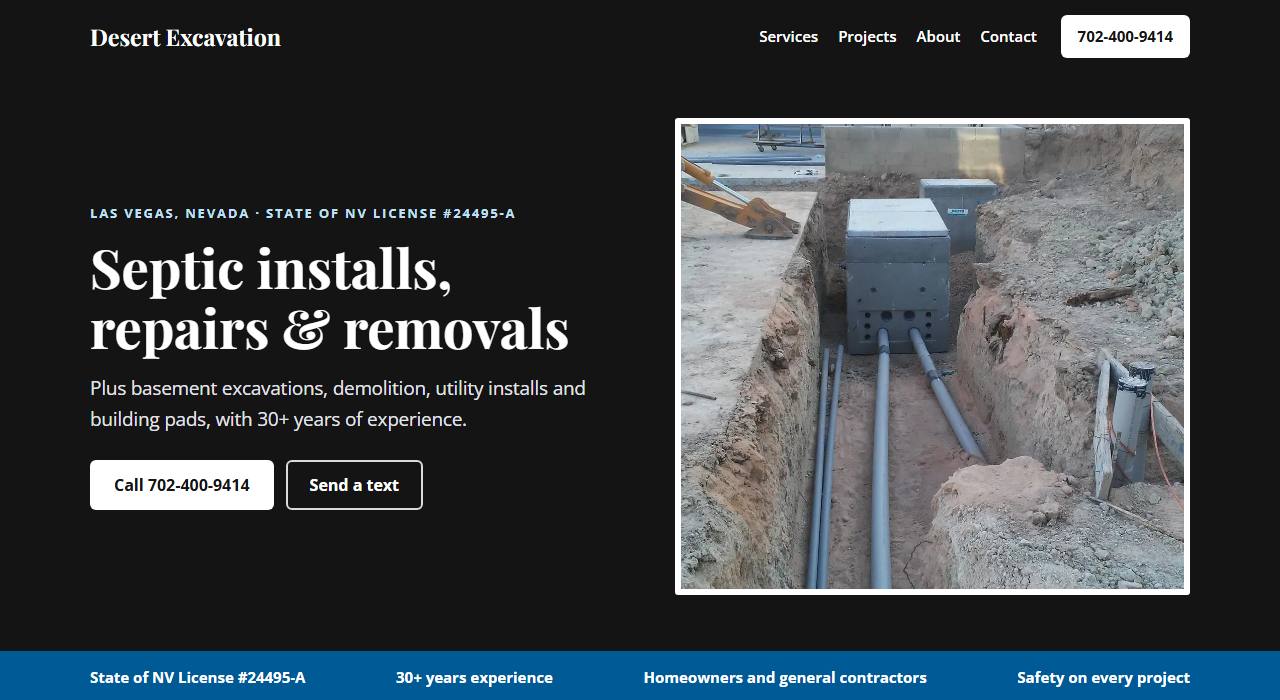 Desert Excavation
Services
Projects
About
Contact
702-400-9414
LAS VEGAS, NEVADA · STATE OF NV LICENSE #24495-A
Septic installs,
repairs & removals
Plus basement excavations, demolition, utility installs and
building pads, with 30+ years of experience.
Call 702-400-9414
Send a text
State of NV License #24495-A
30+ years experience
Homeowners and general contractors
Safety on every project